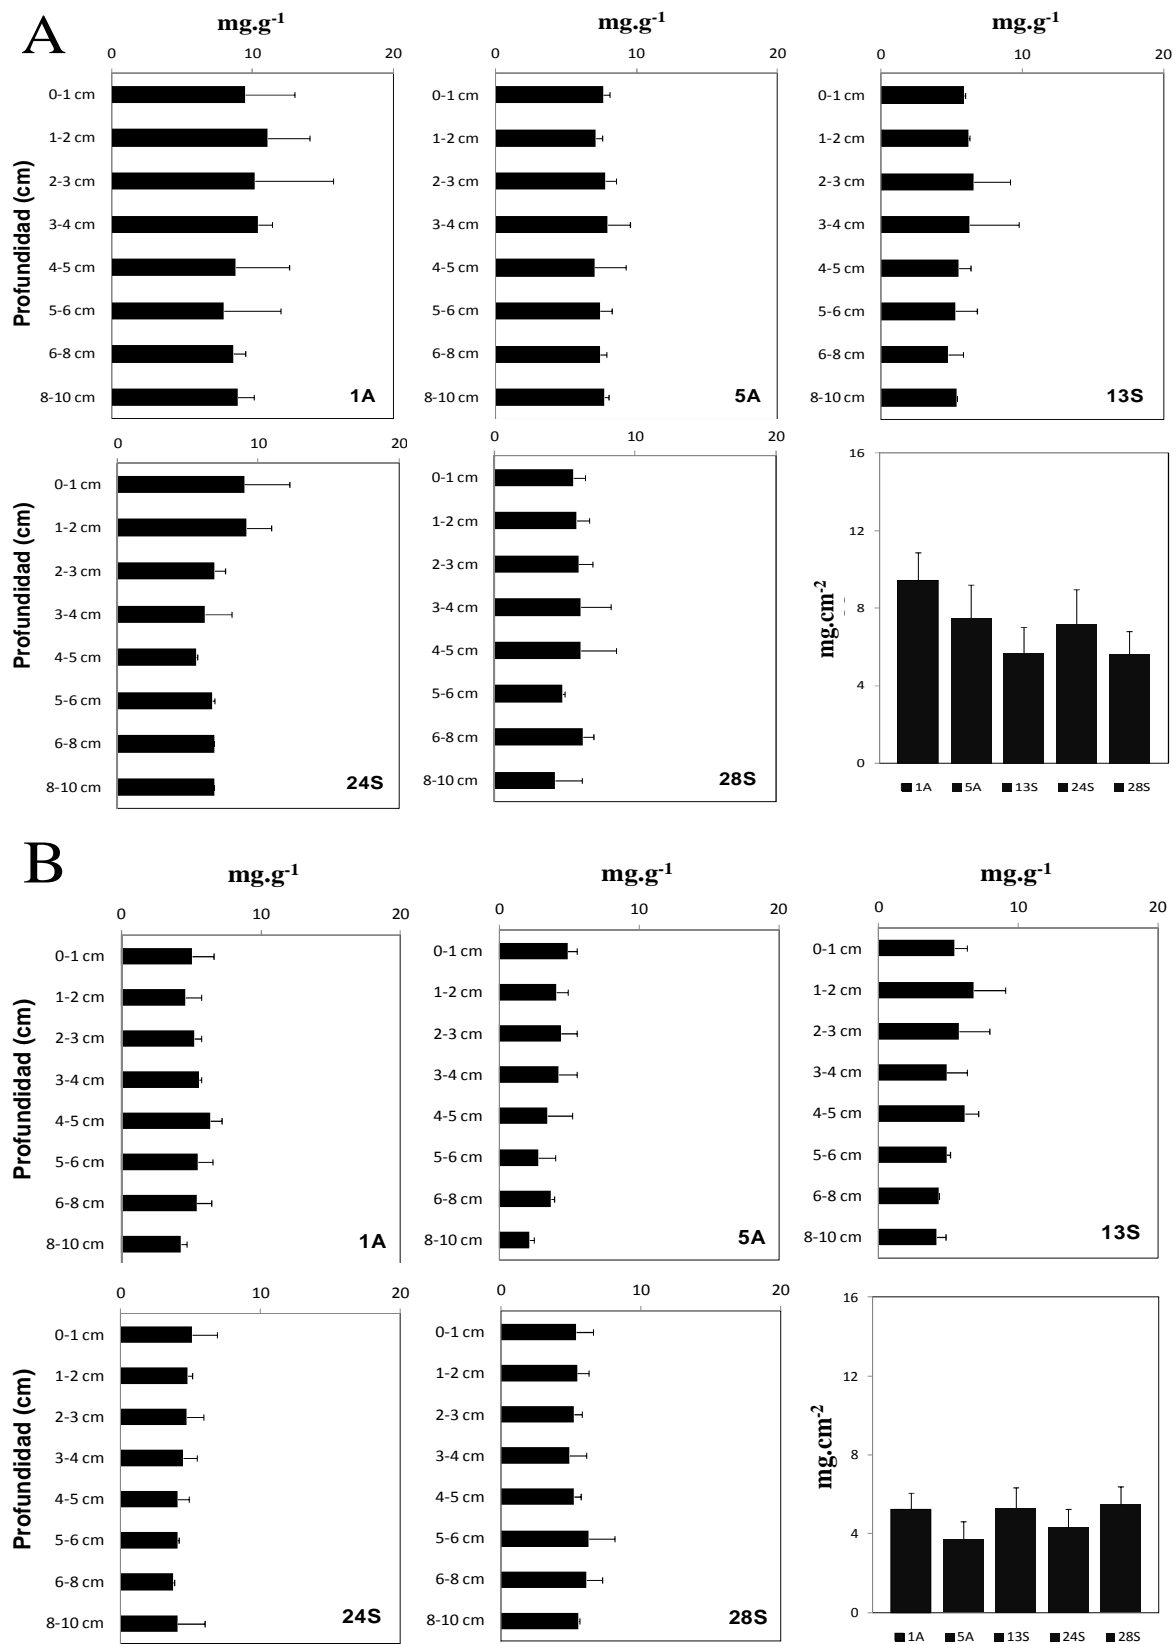 A
mg.g-1 mg.g-1 mg.g-1
0 10 20 0 10 20 0 10 20
Profundidad (cm)
0-1 cm 0-1 cm 0-1 cm
1-2 cm 1-2 cm 1-2 cm
2-3 cm 2-3 cm 2-3 cm
3-4 cm 3-4 cm 3-4 cm
4-5 cm 4-5 cm 4-5 cm
5-6 cm 5-6 cm 5-6 cm
6-8 cm 6-8 cm 6-8 cm
8-10 cm 1A 8-10 cm 5A 8-10 cm 13S
0 10 20 0 10 20
Profundidad (cm)
0-1 cm 0-1 cm
1-2 cm 1-2 cm
2-3 cm 2-3 cm
3-4 cm 3-4 cm
4-5 cm 4-5 cm
5-6 cm 5-6 cm
6-8 cm 6-8 cm
8-10 cm 24S 8-10 cm 28S
mg.cm-2
16
12
8
4
0
1A 5A 13S 24S 28S
B
mg.g-1 mg.g-1 mg.g-1
0 10 20 0 10 20 0 10 20
Profundidad (cm)
0-1 cm 0-1 cm 0-1 cm
1-2 cm 1-2 cm 1-2 cm
2-3 cm 2-3 cm 2-3 cm
3-4 cm 3-4 cm 3-4 cm
4-5 cm 4-5 cm 4-5 cm
5-6 cm 5-6 cm 5-6 cm
6-8 cm 6-8 cm 6-8 cm
8-10 cm 1A 8-10 cm 5A 8-10 cm 13S
0 10 20 0 10 20
Profundidad (cm)
0-1 cm 0-1 cm
1-2 cm 1-2 cm
2-3 cm 2-3 cm
3-4 cm 3-4 cm
4-5 cm 4-5 cm
5-6 cm 5-6 cm
6-8 cm 6-8 cm
8-10 cm 24S 8-10 cm 28S
mg.cm-2
16
12
8
4
0
1A 5A 13S 24S 28S